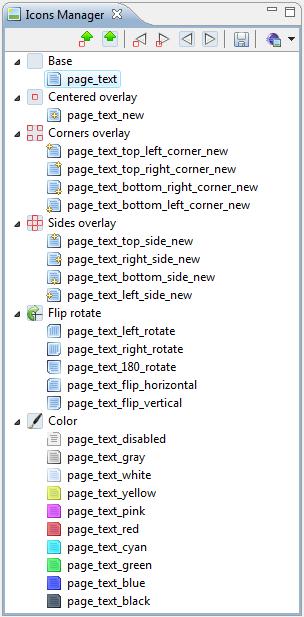 Icons Manager
Base
page_text
Centered overlay
page_text_new
Corners overlay
page_text_top_left_corner_new
page_text_top_right_corner_new
page_text_bottom_right_corner_new
page_text_bottom_left_corner_new
Sides overlay
page_text_top_side_new
page_text_right_side_new
page_text_bottom_side_new
page_text_left_side_new
Flip rotate
page_text_left_rotate
page_text_right_rotate
page_text_180_rotate
page_text_flip_horizontal
page_text_flip_vertical
Color
page_text_disabled
page_text_gray
page_text_white
page_text_yellow
page_text_pink
page_text_red
page_text_cyan
page_text_green
page_text_blue
page_text_black